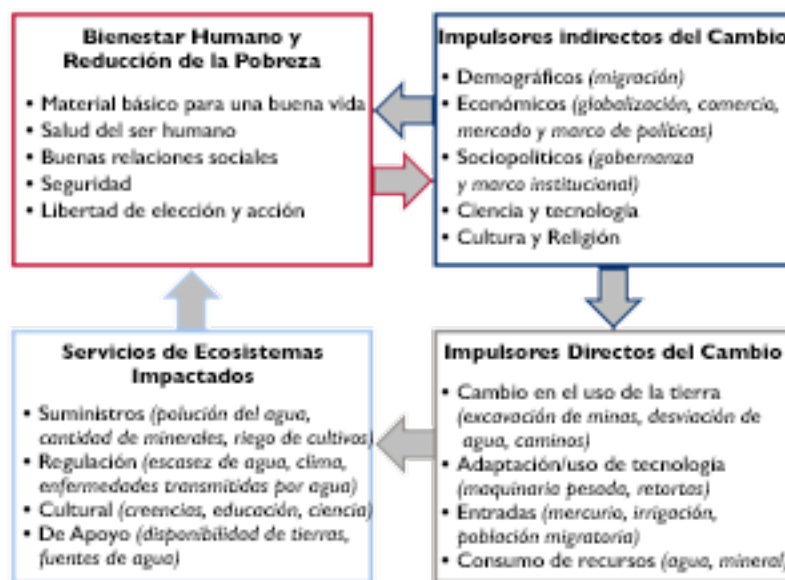 Bienestar Humano y
Reducción de la Pobreza
• Material básico para una buena vida
• Salud del ser humano
• Buenas relaciones sociales
• Seguridad
• Libertad de elección y acción
Impulsores indirectos del Cambio
• Demográficos (migración)
• Económicos (globalización, comercio,
mercado y marco de políticas)
• Sociopolíticos (gobernanza
y marco institucional)
• Ciencia y tecnología
• Cultura y Religión
Servicios de Ecosistemas
Impactados
• Suministros (polución del agua,
cantidad de minerales, riego de cultivos)
• Regulación (escasez de agua, clima,
enfermedades transmitidas por agua)
• Cultural (creencias, educación, ciencia)
• De Apoyo (disponibilidad de tierras,
fuentes de agua)
Impulsores Directos del Cambio
• Cambio en el uso de la tierra
(excavación de minas, desviación de
agua, caminos)
• Adaptación/uso de tecnología
(maquinaria pesada, retortas)
• Entradas (mercurio, irrigación,
población migratoria)
• Consumo de recursos (agua, mineral)